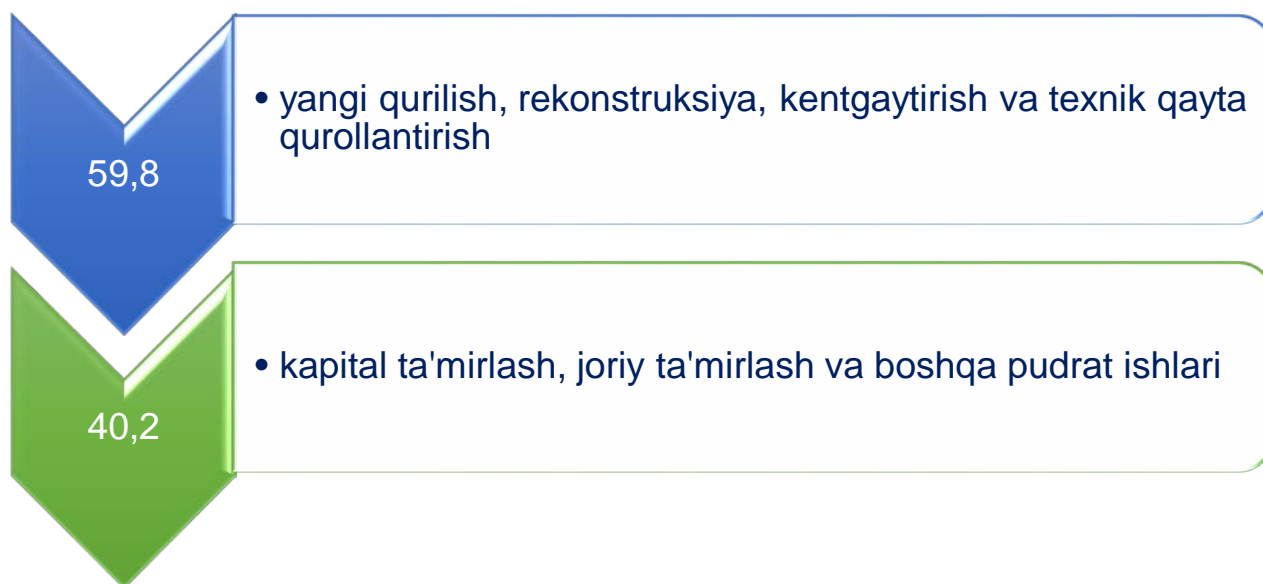 59,8
• yangi qurilish, rekonstruksiya, kentgaytirish va texnik qayta
qurollantirish
40,2
• kapital ta'mirlash, joriy ta'mirlash va boshqa pudrat ishlari